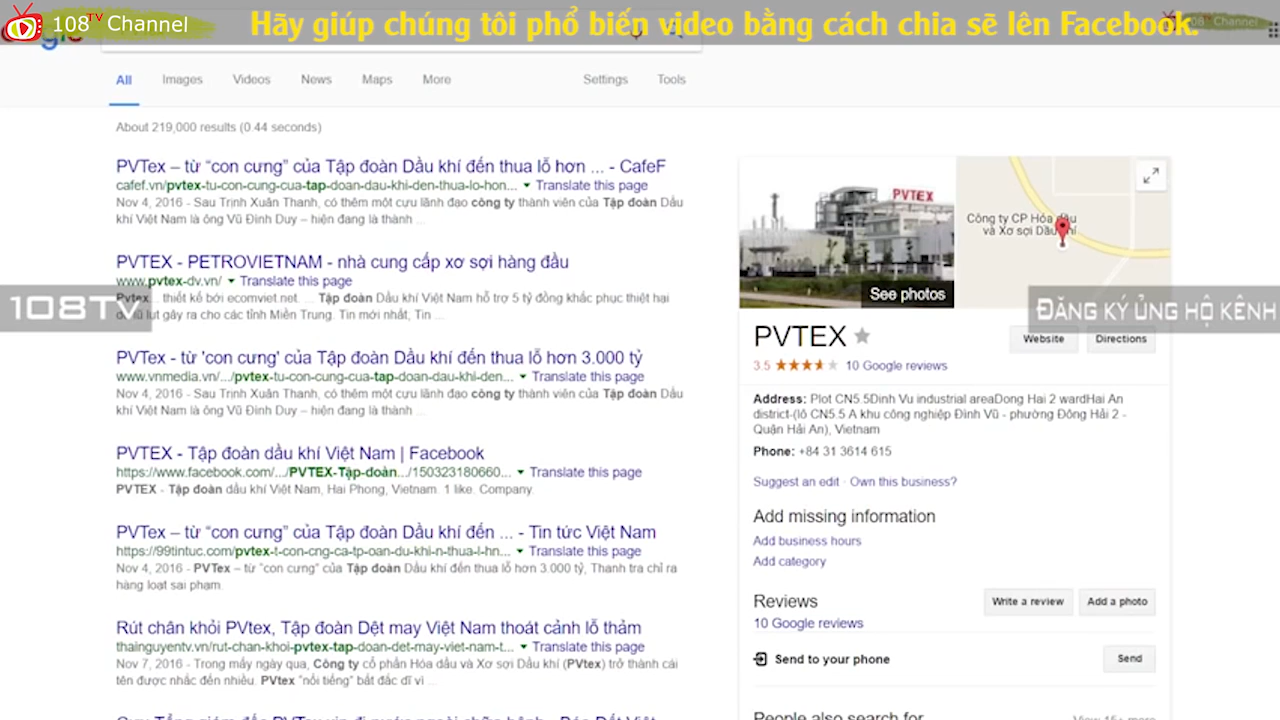 108 TV Channel
Hãy giúp chúng tôi phổ biến video bằng cách chia sẽ lên Facebook.
108 Channel
All Images Videos News Maps More Settings Tools
About 219,000 results (0.44 seconds)
PVTex – từ “con cưng” của Tập đoàn Dầu khí đến thua lỗ hơn ... - CafeF
cafef.vn/pvtex-tu-con-cung-cua-tap-doan-dau-khi-den-thua-lo-hon... Translate this page
Nov 4, 2016 - Sau Trịnh Xuân Thanh, có thêm một cựu lãnh đạo công ty thành viên của Tập đoàn Dầu
khí Việt Nam là ông Vũ Đình Duy – hiện đang là thành ...
PVTEX - PETROVIETNAM - nhà cung cấp xơ sợi hàng đầu
www.pvtex-dv.vn/ Translate this page
Pvtex... thiết kế bởi ecomviet.net. ... Tập đoàn Dầu khí Việt Nam hỗ trợ 5 tỷ đồng khắc phục thiệt hại
do lũ lụt gây ra cho các tỉnh Miền Trung. Tin mới nhất, Tin ...
PVTex - từ 'con cưng' của Tập đoàn Dầu khí đến thua lỗ hơn 3.000 tỷ
www.vnmedia.vn/.../pvtex-tu-con-cung-cua-tap-doan-dau-khi-den... Translate this page
Nov 4, 2016 - Sau Trịnh Xuân Thanh, có thêm một cựu lãnh đạo công ty thành viên của Tập đoàn Dầu
khí Việt Nam là ông Vũ Đình Duy – hiện đang là thành ...
PVTEX - Tập đoàn dầu khí Việt Nam | Facebook
https://www.facebook.com/.../PVTEX-Tập-đoàn.../150323180660... Translate this page
PVTEX - Tập đoàn dầu khí Việt Nam, Hai Phong, Vietnam. 1 like. Company.
PVTex – từ “con cưng” của Tập đoàn Dầu khí đến ... - Tin tức Việt Nam
https://99tintuc.com/pvtex-t-con-cng-ca-tp-oan-du-khi-n-thua-l-hn... Translate this page
Nov 4, 2016 - PVTex – từ “con cưng” của Tập đoàn Dầu khí đến thua lỗ hơn 3.000 tỷ, Thanh tra chỉ ra
hàng loạt sai phạm.
Rút chân khỏi PVtex, Tập đoàn Dệt may Việt Nam thoát cảnh lỗ thảm
thainguyentv.vn/rut-chan-khoi-pvtex-tap-doan-det-may-viet-nam-t... Translate this page
Nov 7, 2016 - Trong mấy ngày qua, Công ty cổ phần Hóa dầu và Xơ sợi Dầu khí (PVtex) trở thành cái
tên được nhắc đến nhiều. PVtex “nổi tiếng” bất đắc dĩ vì ...
108TV
PVTEX
See photos
Công ty CP Hóa dầu
và Xơ sợi Dầu khí
ĐĂNG KÝ ỦNG HỘ KÊNH
PVTEX
Website Directions
3.5 10 Google reviews
Address: Plot CN5.5Dinh Vu industrial areaDong Hai 2 wardHai An
district-(lô CN5.5 A khu công nghiệp Đình Vũ - phường Đông Hải 2 -
Quận Hải An), Vietnam
Phone: +84 31 3614 615
Suggest an edit · Own this business?
Add missing information
Add business hours
Add category
Reviews
Write a review Add a photo
10 Google reviews
Send to your phone Send
People also search for View 15+ more